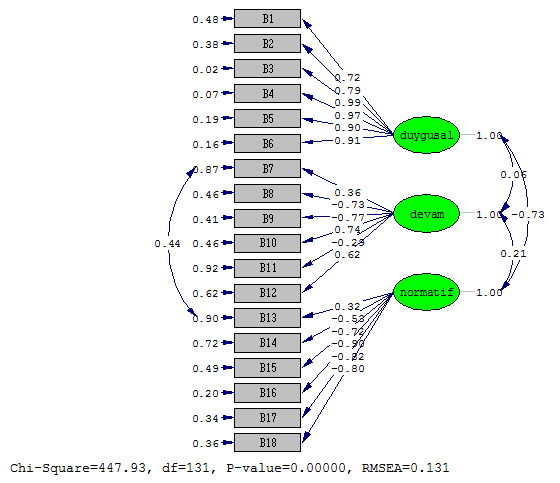 0.48 B1
0.38 B2
0.02 B3 0.72
0.07 B4 0.79
0.99
0.19 B5 0.97
0.90
0.16 B6 0.91 duygusal 1.00
0.87 B7 0.06
0.46 B8 0.36
-0.73
0.41 B9 -0.77 devam 1.00 -0.73
0.44 0.46 B10 0.74
-0.29
0.92 B11 0.62 0.21
0.62 B12 normatif 1.00
0.90 B13 0.32
-0.53
0.72 B14 -0.72
-0.90
0.49 B15 -0.82
-0.80
0.20 B16
0.34 B17
0.36 B18
Chi-Square=447.93, df=131, P-value=0.00000, RMSEA=0.131